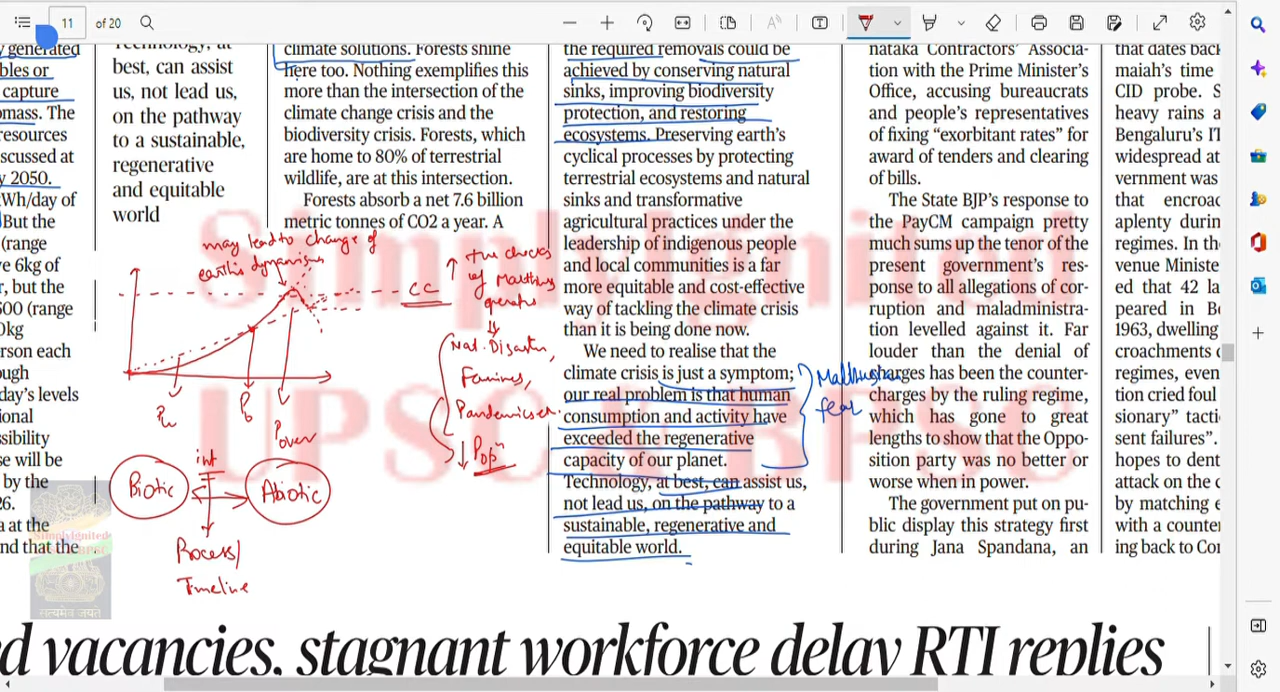 11
of 20
y generated
bles or
capture
mass. The
resources
scussed at
y 2050.
Wh/day of
But the
(range
e 6kg of
r, but the
500 (range
0kg
rson each
ough
day's levels
ional
ssibility
se will be
by the
26.
a at the
nd that the
Technology, at
best, can assist
us, not lead us,
on the pathway
to a sustainable,
regenerative
and equitable
world
climate solutions. Forests shine
here too. Nothing exemplifies this
more than the intersection of the
climate change crisis and the
biodiversity crisis. Forests, which
are home to 80% of terrestrial
wildlife, are at this intersection.
Forests absorb a net 7.6 billion
metric tonnes of CO2 a year. A
may lead to change of
earth's dynamisms
CC
the checks
of Malthus
operates
Nat. Disaster,
Famines,
Pandemics etc.
↓ Popn
Pu
Po
Pover
Biotic
int
Abiotic
Process/
Timeline
the required removals could be
achieved by conserving natural
sinks, improving biodiversity
protection, and restoring
ecosystems. Preserving earth's
cyclical processes by protecting
terrestrial ecosystems and natural
sinks and transformative
agricultural practices under the
leadership of indigenous people
and local communities is a far
more equitable and cost-effective
way of tackling the climate crisis
than it is being done now.
We need to realise that the
climate crisis is just a symptom;
our real problem is that human
consumption and activity have
exceeded the regenerative
capacity of our planet.
Technology, at best, can assist us,
not lead us, on the pathway to a
sustainable, regenerative and
equitable world.
Malthusian
fear
nataka Contractors' Associa-
tion with the Prime Minister's
Office, accusing bureaucrats
and people's representatives
of fixing "exorbitant rates" for
award of tenders and clearing
of bills.
The State BJP's response to
the PayCM campaign pretty
much sums up the tenor of the
present government's res-
ponse to all allegations of cor-
ruption and maladministra-
tion levelled against it. Far
louder than the denial of
charges has been the counter-
charges by the ruling regime,
which has gone to great
lengths to show that the Oppo-
sition party was no better or
worse when in power.
The government put on pu-
blic display this strategy first
during Jana Spandana, an
that dates back
maiah's time
CID probe. S
heavy rains a
Bengaluru's IT
widespread at
vernment was
that encroac
aplenty durin
regimes. In th
venue Ministe
ed that 42 la
peared in Be
1963, dwelling
croachments o
regimes, even
tion cried foul
sionary" tacti
sent failures".
hopes to dent
attack on the c
by matching e
with a counter
ing back to Con
SimplyIgnited
UPSC & BPSC
SimplyIgnited
सत्यमेव जयते
d vacancies, stagnant workforce delay RTI replies